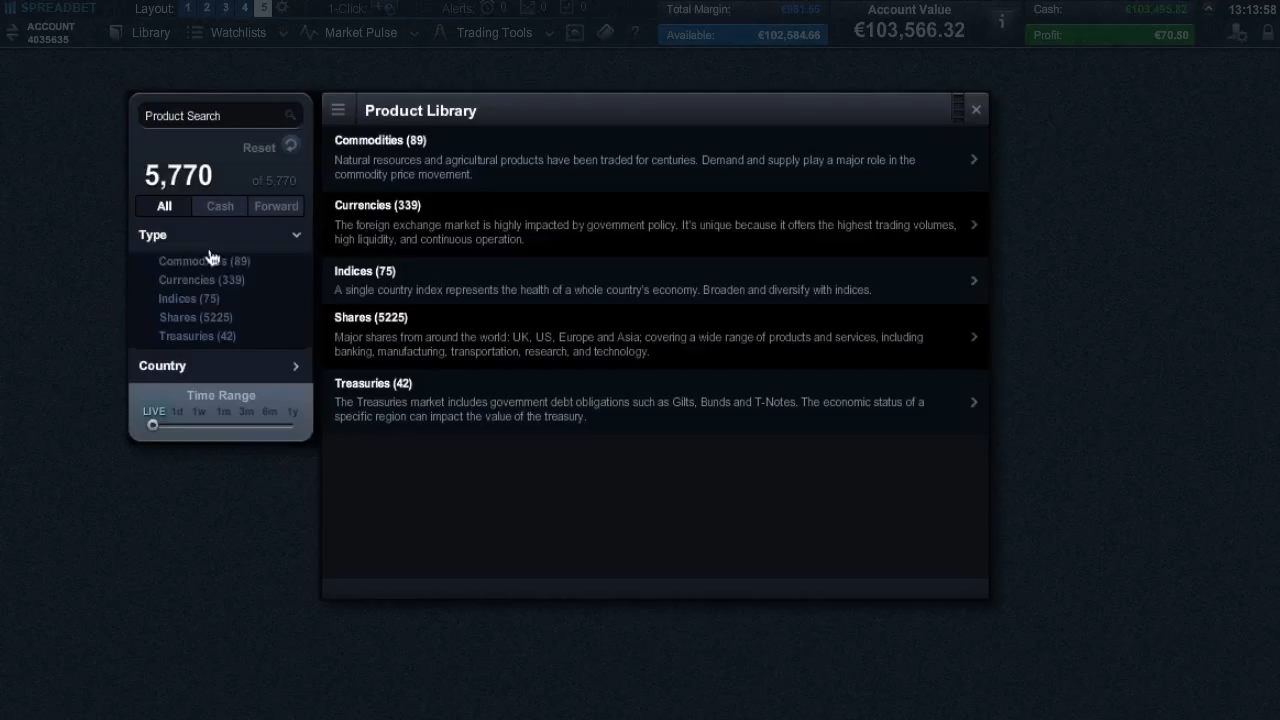 SPREADBET
Layout: 1 2 3 4 5
1-Click:
Alerts: 0 0 0
Total Margin:
Account Value
Cash:
13:13:58
ACCOUNT
4035635
Library
Watchlists
Market Pulse
Trading Tools
?
Available: €102,584.66
€103,566.32
i
Profit: €70.50
Product Search
Reset
5,770 of 5,770
All Cash Forward
Type
Commodities (89)
Currencies (339)
Indices (75)
Shares (5225)
Treasuries (42)
Country
Time Range
LIVE 1d 1w 1m 3m 6m 1y
Product Library
Commodities (89)
Natural resources and agricultural products have been traded for centuries. Demand and supply play a major role in the
commodity price movement.
Currencies (339)
The foreign exchange market is highly impacted by government policy. It's unique because it offers the highest trading volumes,
high liquidity, and continuous operation.
Indices (75)
A single country index represents the health of a whole country's economy. Broaden and diversify with indices.
Shares (5225)
Major shares from around the world: UK, US, Europe and Asia; covering a wide range of products and services, including
banking, manufacturing, transportation, research, and technology.
Treasuries (42)
The Treasuries market includes government debt obligations such as Gilts, Bunds and T-Notes. The economic status of a
specific region can impact the value of the treasury.